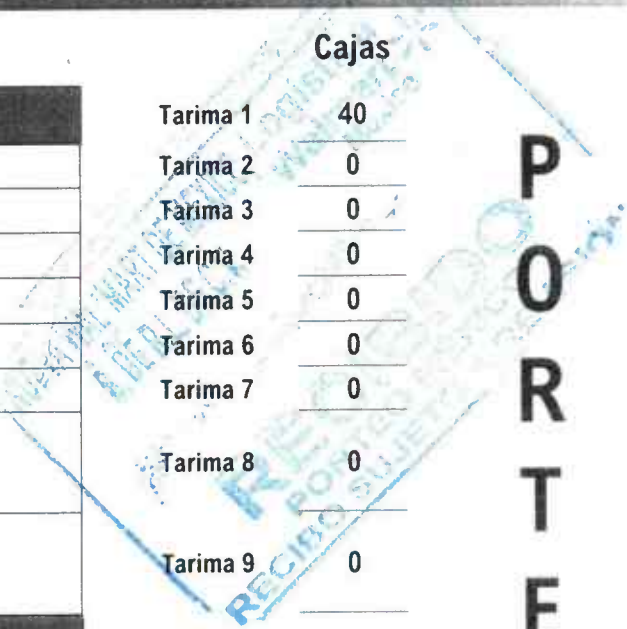 Cajas
Tarima 1 40
Tarima 2 0
Tarima 3 0
Tarima 4 0
Tarima 5 0
Tarima 6 0
Tarima 7 0
Tarima 8 0
Tarima 9 0
P
O
R
T
E
RECIBO SUJETO